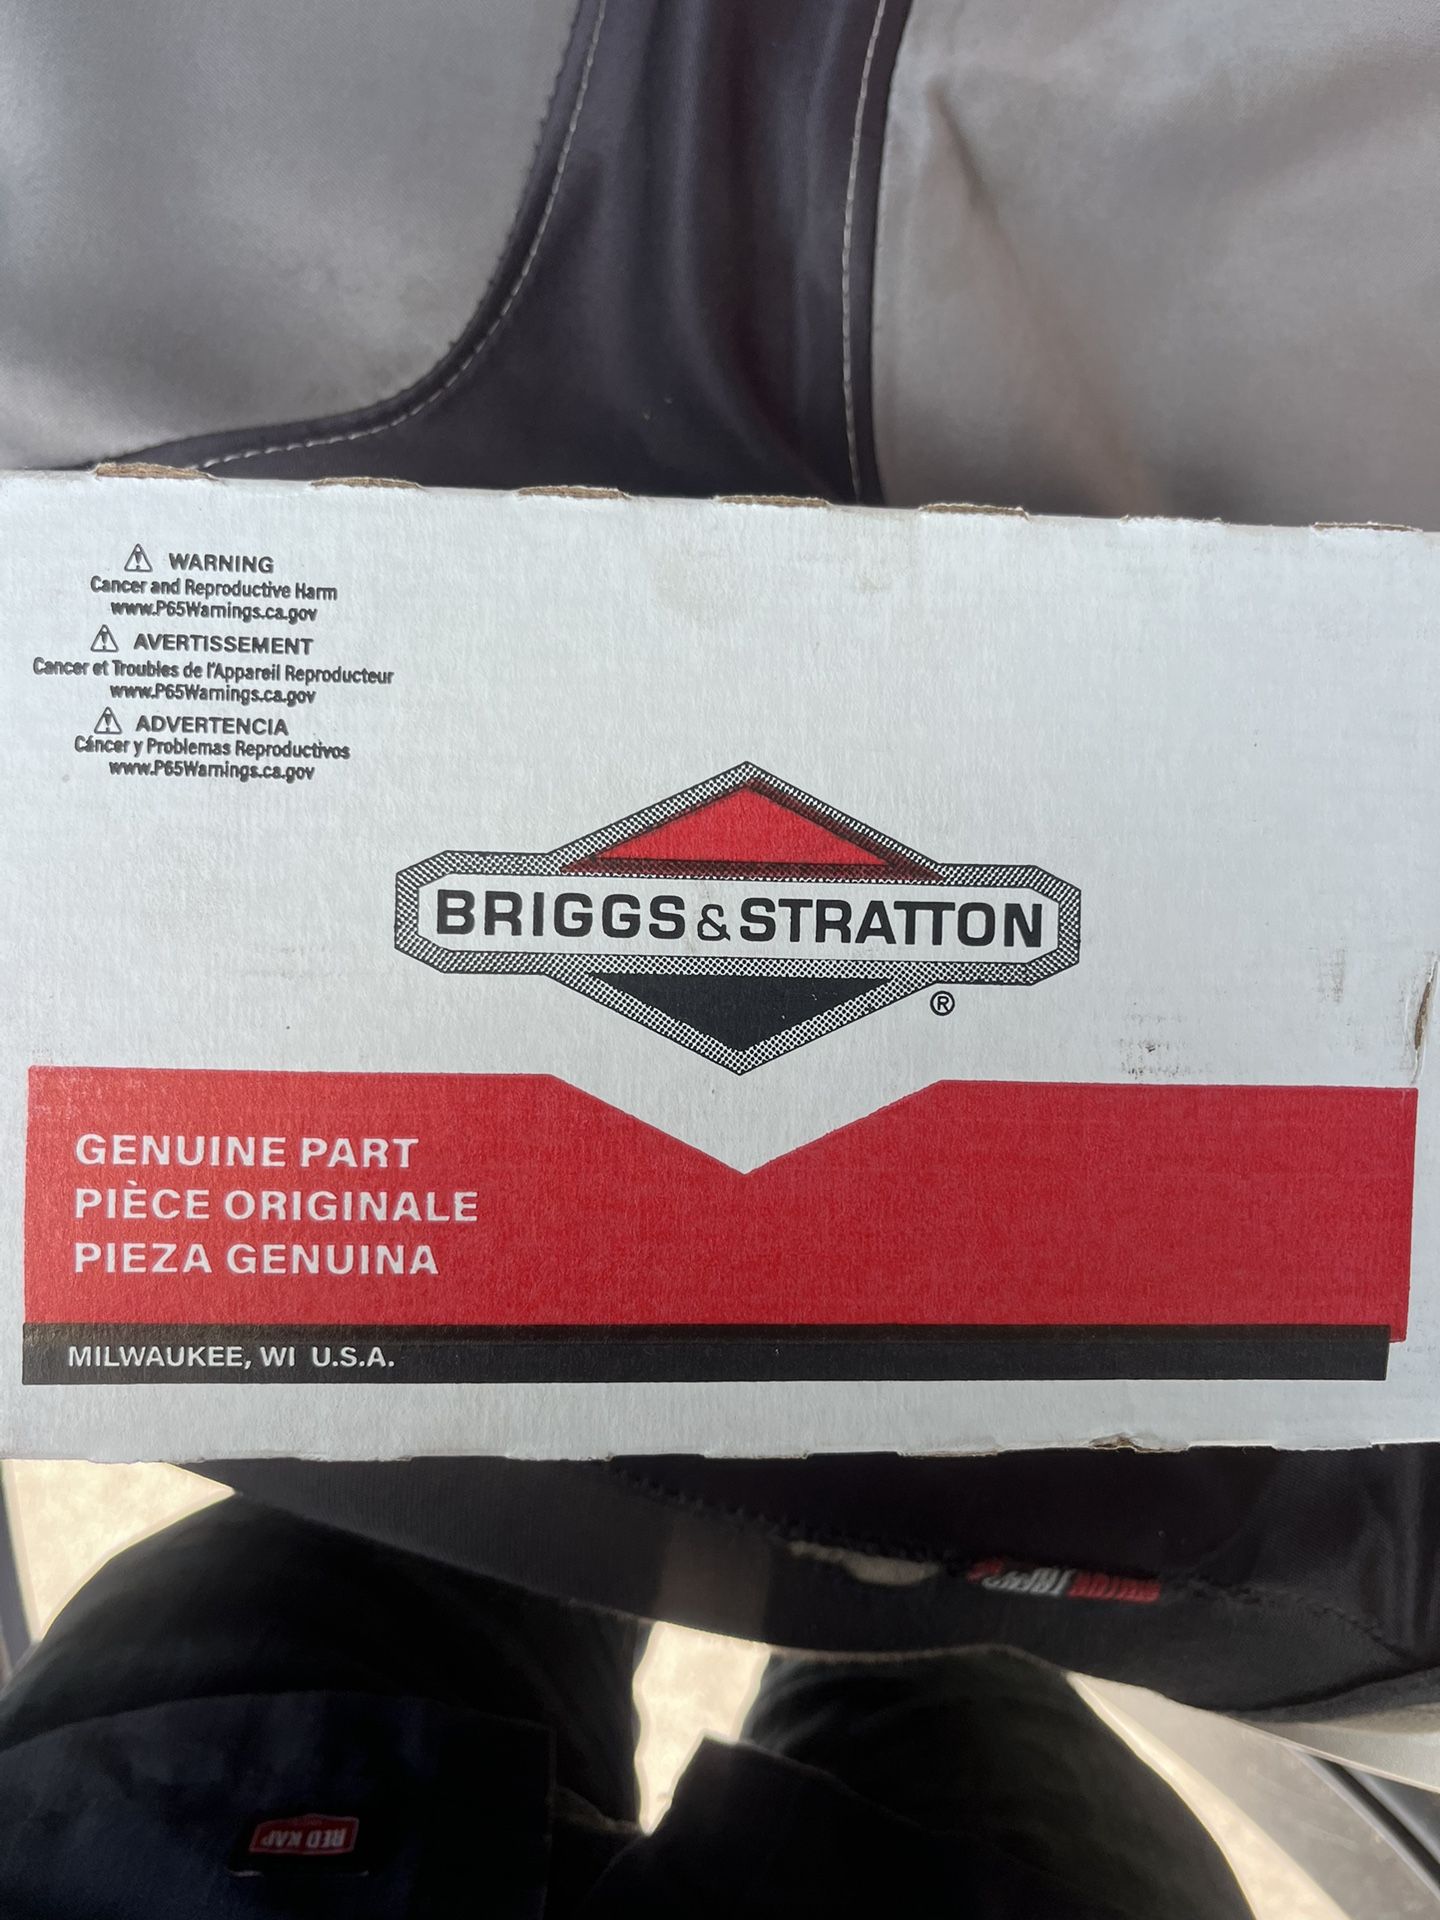 ⚠ WARNING
Cancer and Reproductive Harm
www.P65Warnings.ca.gov
⚠ AVERTISSEMENT
Cancer et Troubles de l'Appareil Reproducteur
www.P65Warnings.ca.gov
⚠ ADVERTENCIA
Cáncer y Problemas Reproductivos
www.P65Warnings.ca.gov
BRIGGS & STRATTON
®
GENUINE PART
PIÈCE ORIGINALE
PIEZA GENUINA
MILWAUKEE, WI U.S.A.
RED KAP